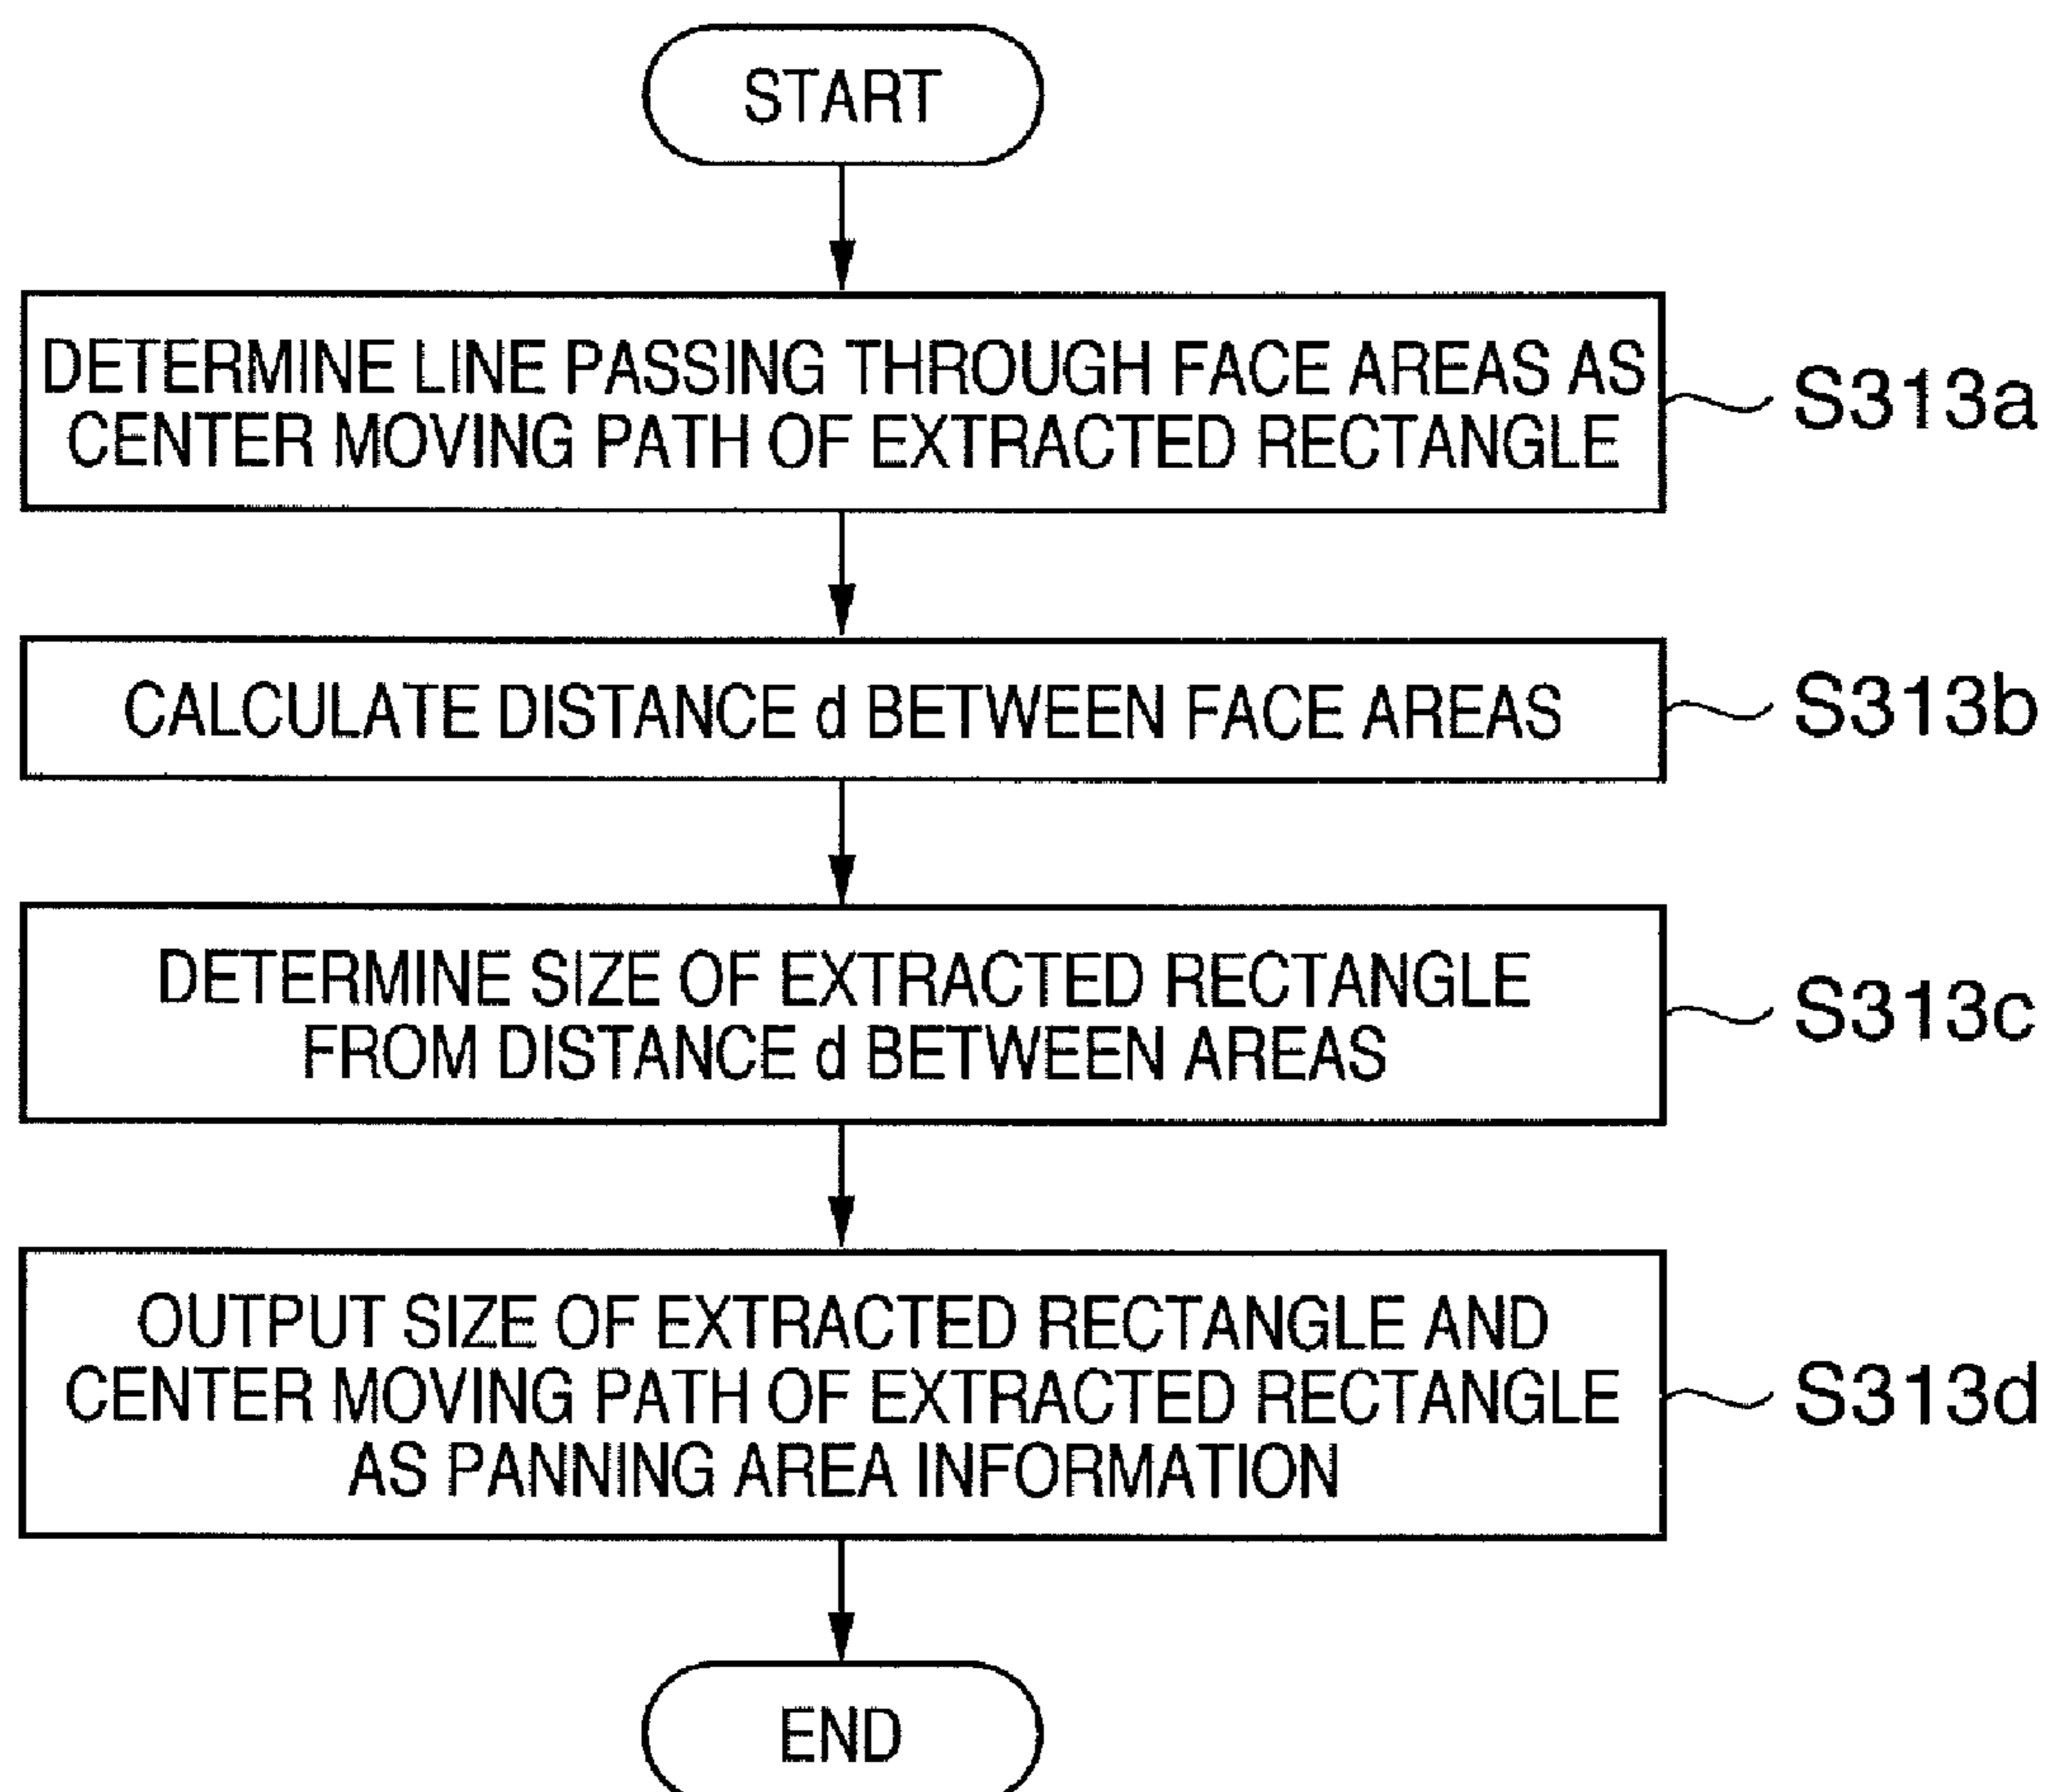 START
DETERMINE LINE PASSING THROUGH FACE AREAS AS
CENTER MOVING PATH OF EXTRACTED RECTANGLE
S313a
CALCULATE DISTANCE d BETWEEN FACE AREAS
S313b
DETERMINE SIZE OF EXTRACTED RECTANGLE
FROM DISTANCE d BETWEEN AREAS
S313c
OUTPUT SIZE OF EXTRACTED RECTANGLE AND
CENTER MOVING PATH OF EXTRACTED RECTANGLE
AS PANNING AREA INFORMATION
S313d
END